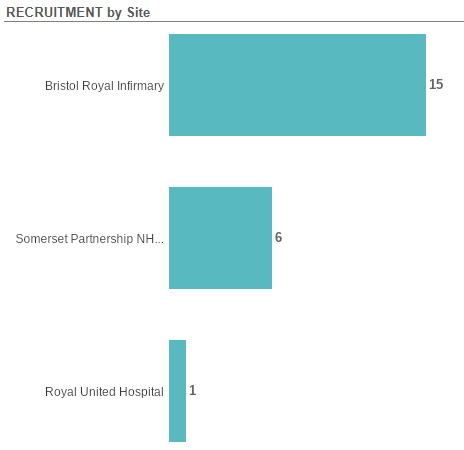 RECRUITMENT by Site
Bristol Royal Infirmary
15
Somerset Partnership NH...
6
Royal United Hospital
1